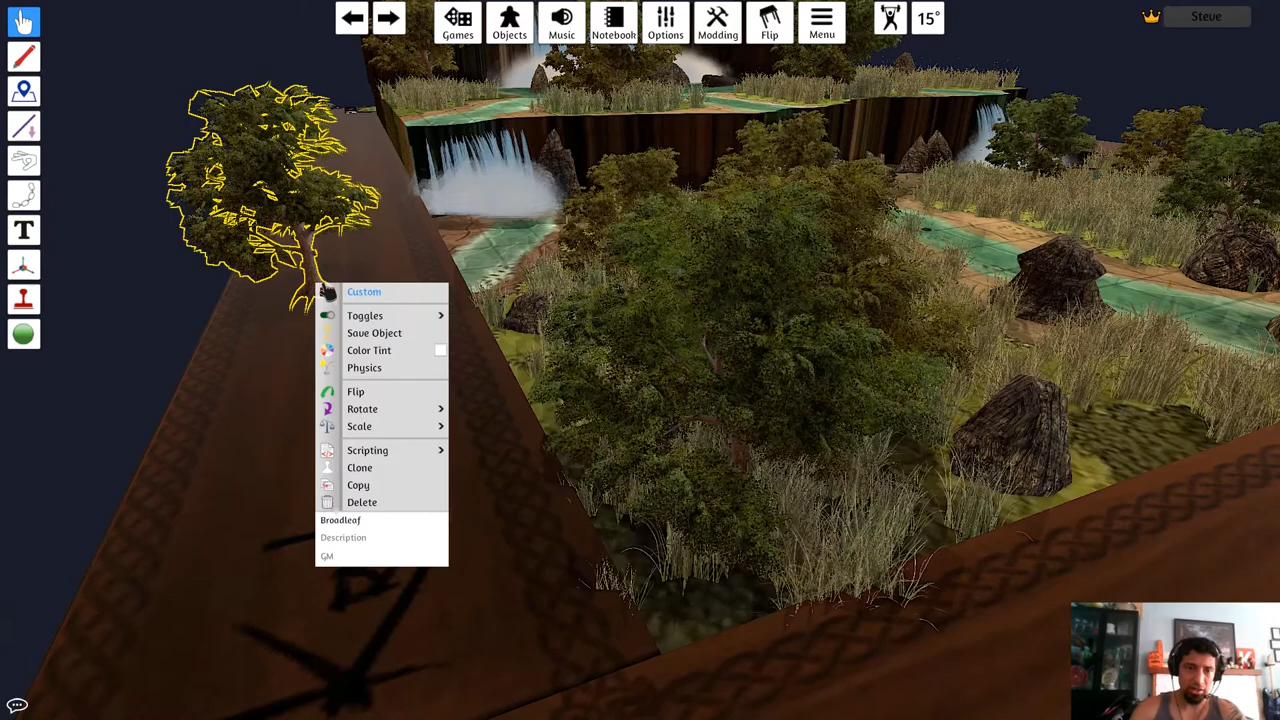 Games
Objects
Music
Notebook
Options
Modding
Flip
Menu
15°
Steve
T
Custom
Toggles
Save Object
Color Tint
Physics
Flip
Rotate
Scale
Scripting
Clone
Copy
Delete
Broadleaf
Description
GM